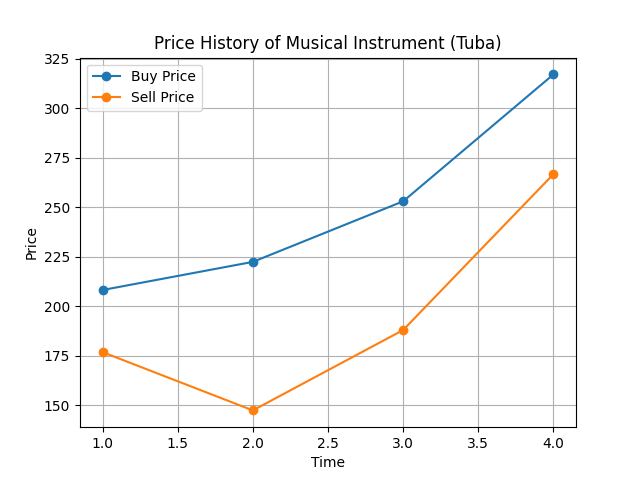 Price History of Musical Instrument (Tuba)
Buy Price
Sell Price
325
300
275
250
225
200
175
150
Price
1.0 1.5 2.0 2.5 3.0 3.5 4.0
Time